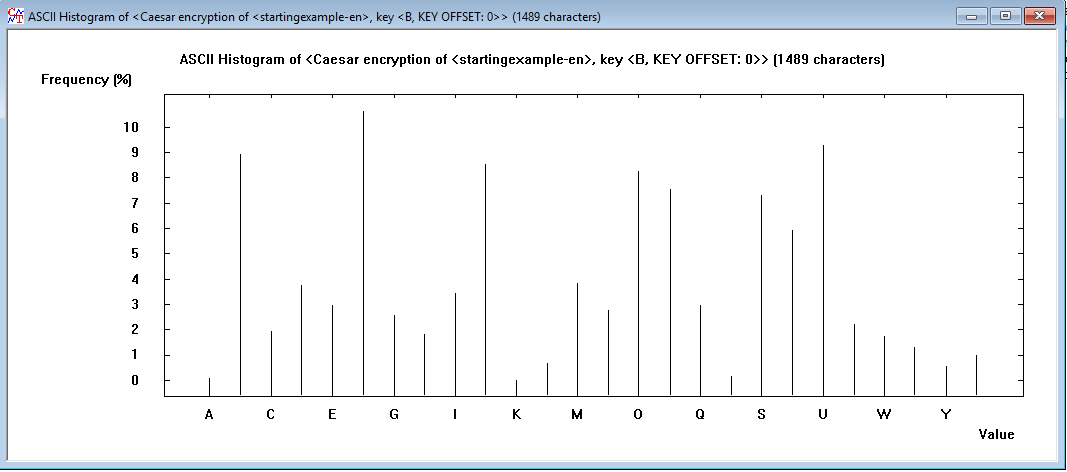 ASCII Histogram of <Caesar encryption of <startingexample-en>, key <B, KEY OFFSET: 0>> (1489 characters)
ASCII Histogram of <Caesar encryption of <startingexample-en>, key <B, KEY OFFSET: 0>> (1489 characters)
Frequency (%)
10
9
8
7
6
5
4
3
2
1
0
A C E G I K M O Q S U W Y
Value